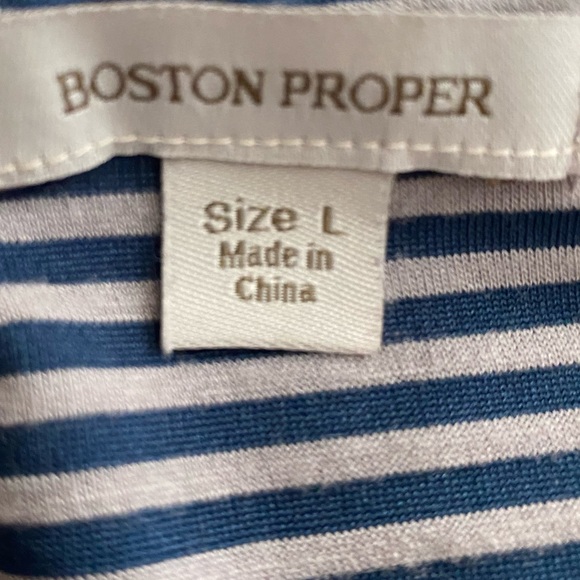 BOSTON PROPER
Size L
Made in
China